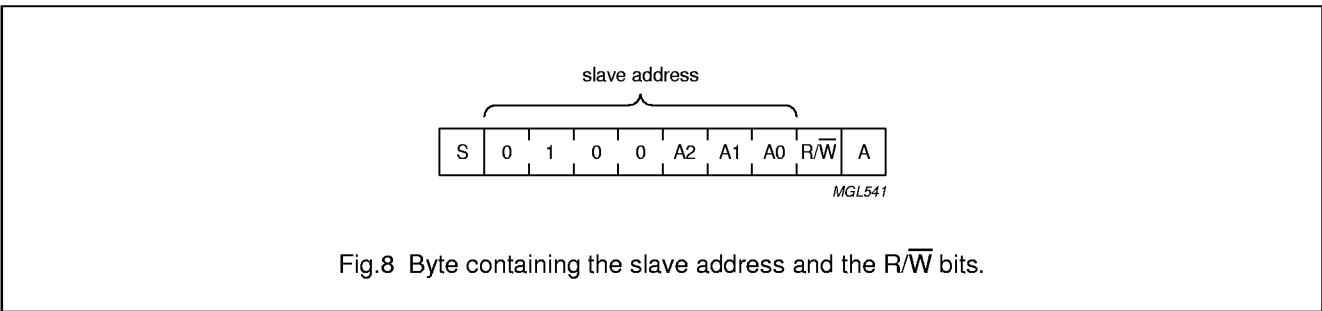 slave address
S 0 1 0 0 A2 A1 A0 R/W̅ A
MGL541
Fig.8 Byte containing the slave address and the R/W̅ bits.